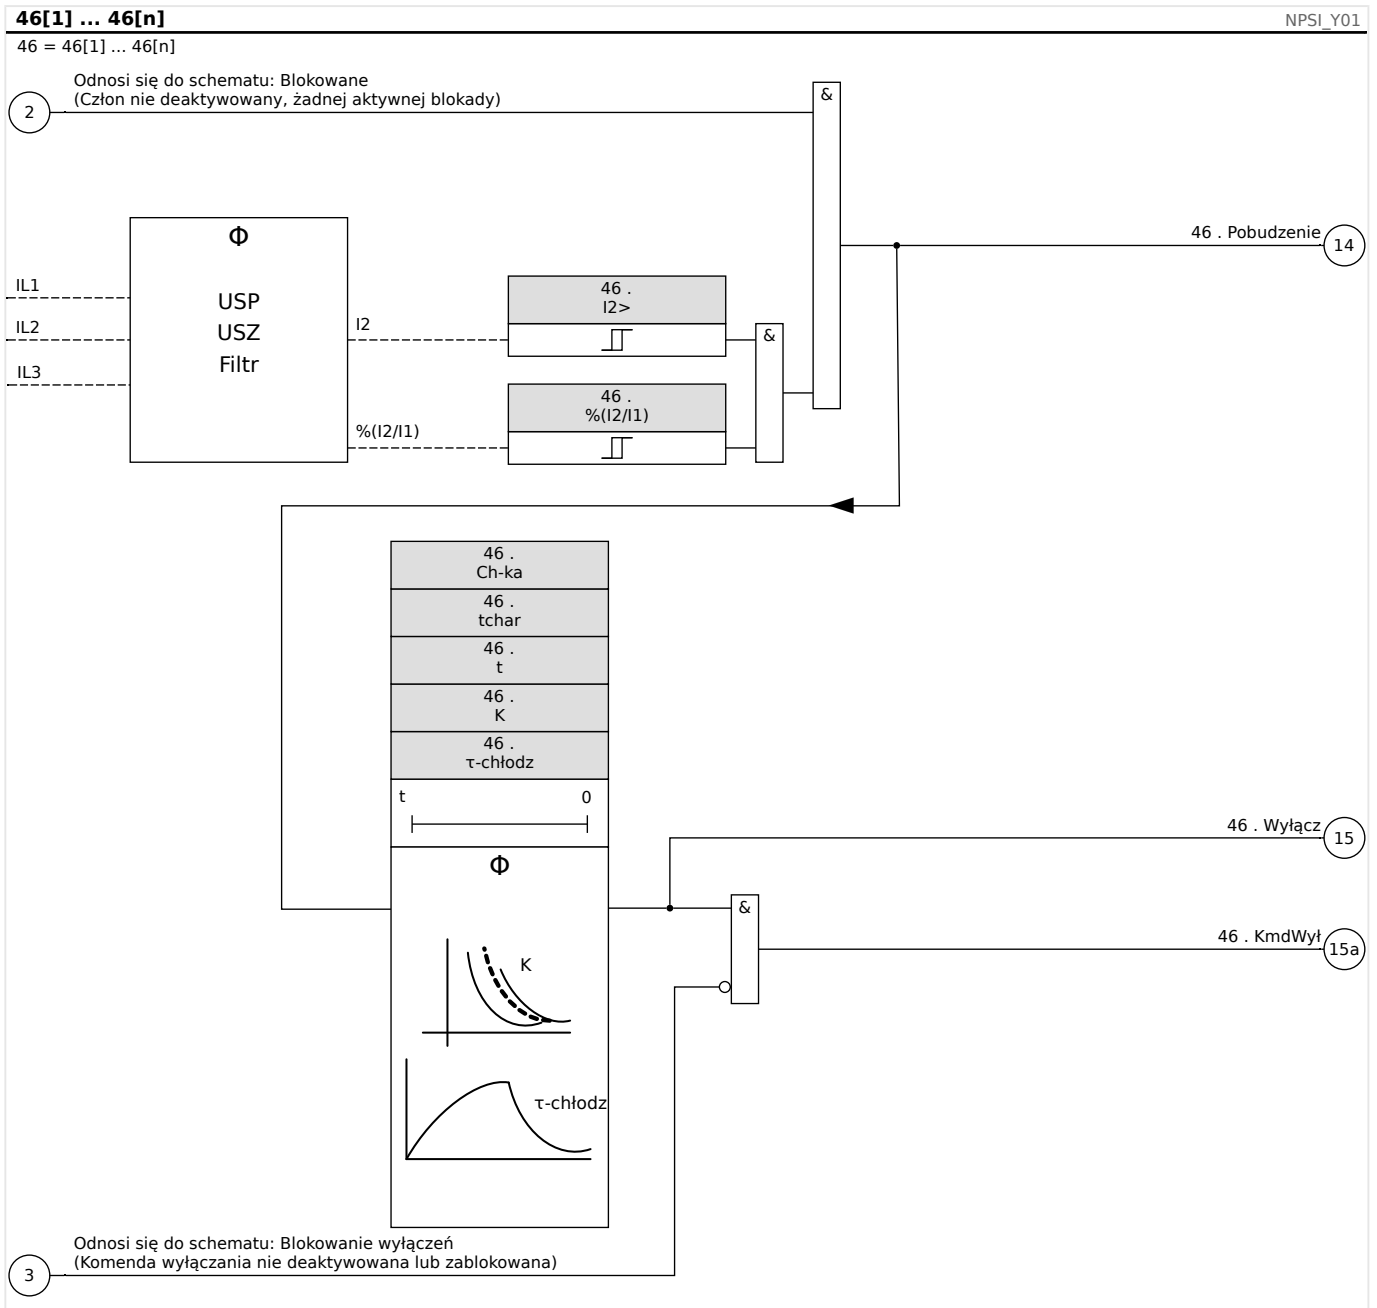 46[1] ... 46[n]
NPSI_Y01
46 = 46[1] ... 46[n]
Odnosi się do schematu: Blokowane
(Człon nie deaktywowany, żadnej aktywnej blokady)
2
&
Φ
USP
USZ
Filtr
IL1
IL2
IL3
I2
%(I2/I1)
46 .
I2>
46 .
%(I2/I1)
&
46 . Pobudzenie
14
46 .
Ch-ka
46 .
tchar
46 .
t
46 .
K
46 .
τ-chłodz
t
0
Φ
K
τ-chłodz
46 . Wyłącz
15
&
46 . KmdWył
15a
Odnosi się do schematu: Blokowanie wyłączeń
(Komenda wyłączania nie deaktywowana lub zablokowana)
3